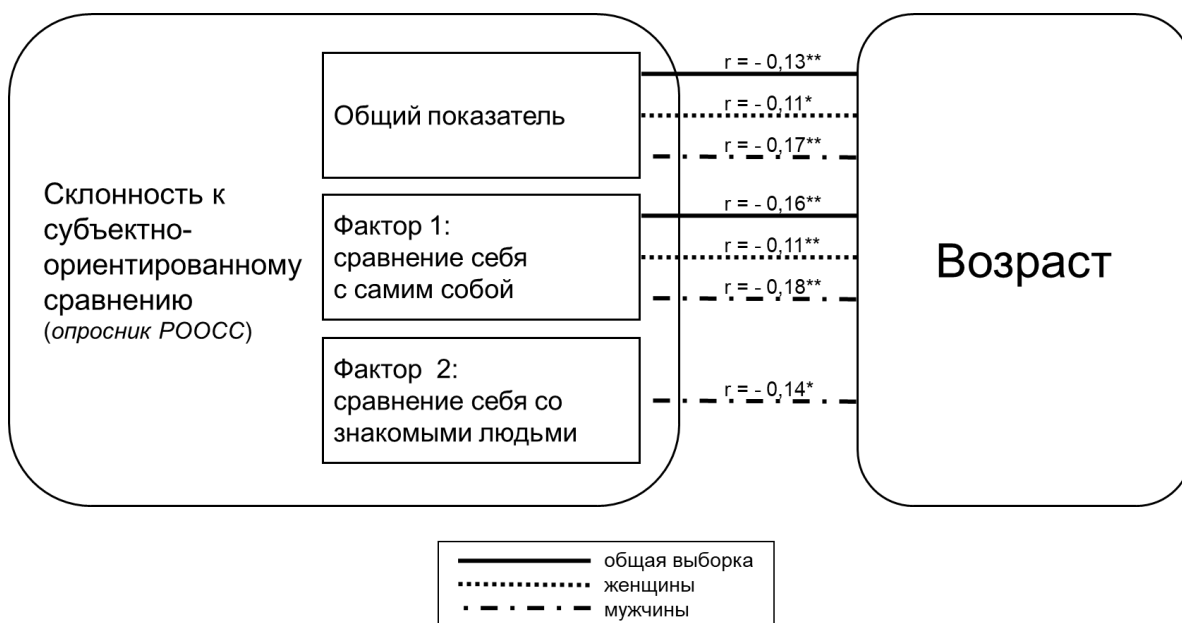 Склонность к
субъектно-
ориентированному
сравнению
(опросник РООСС)
Общий показатель
r = - 0,13**
r = - 0,11*
r = - 0,17**
Фактор 1:
сравнение себя
с самим собой
r = - 0,16**
r = - 0,11**
r = - 0,18**
Фактор 2:
сравнение себя со
знакомыми людьми
r = - 0,14*
Возраст
общая выборка
женщины
мужчины